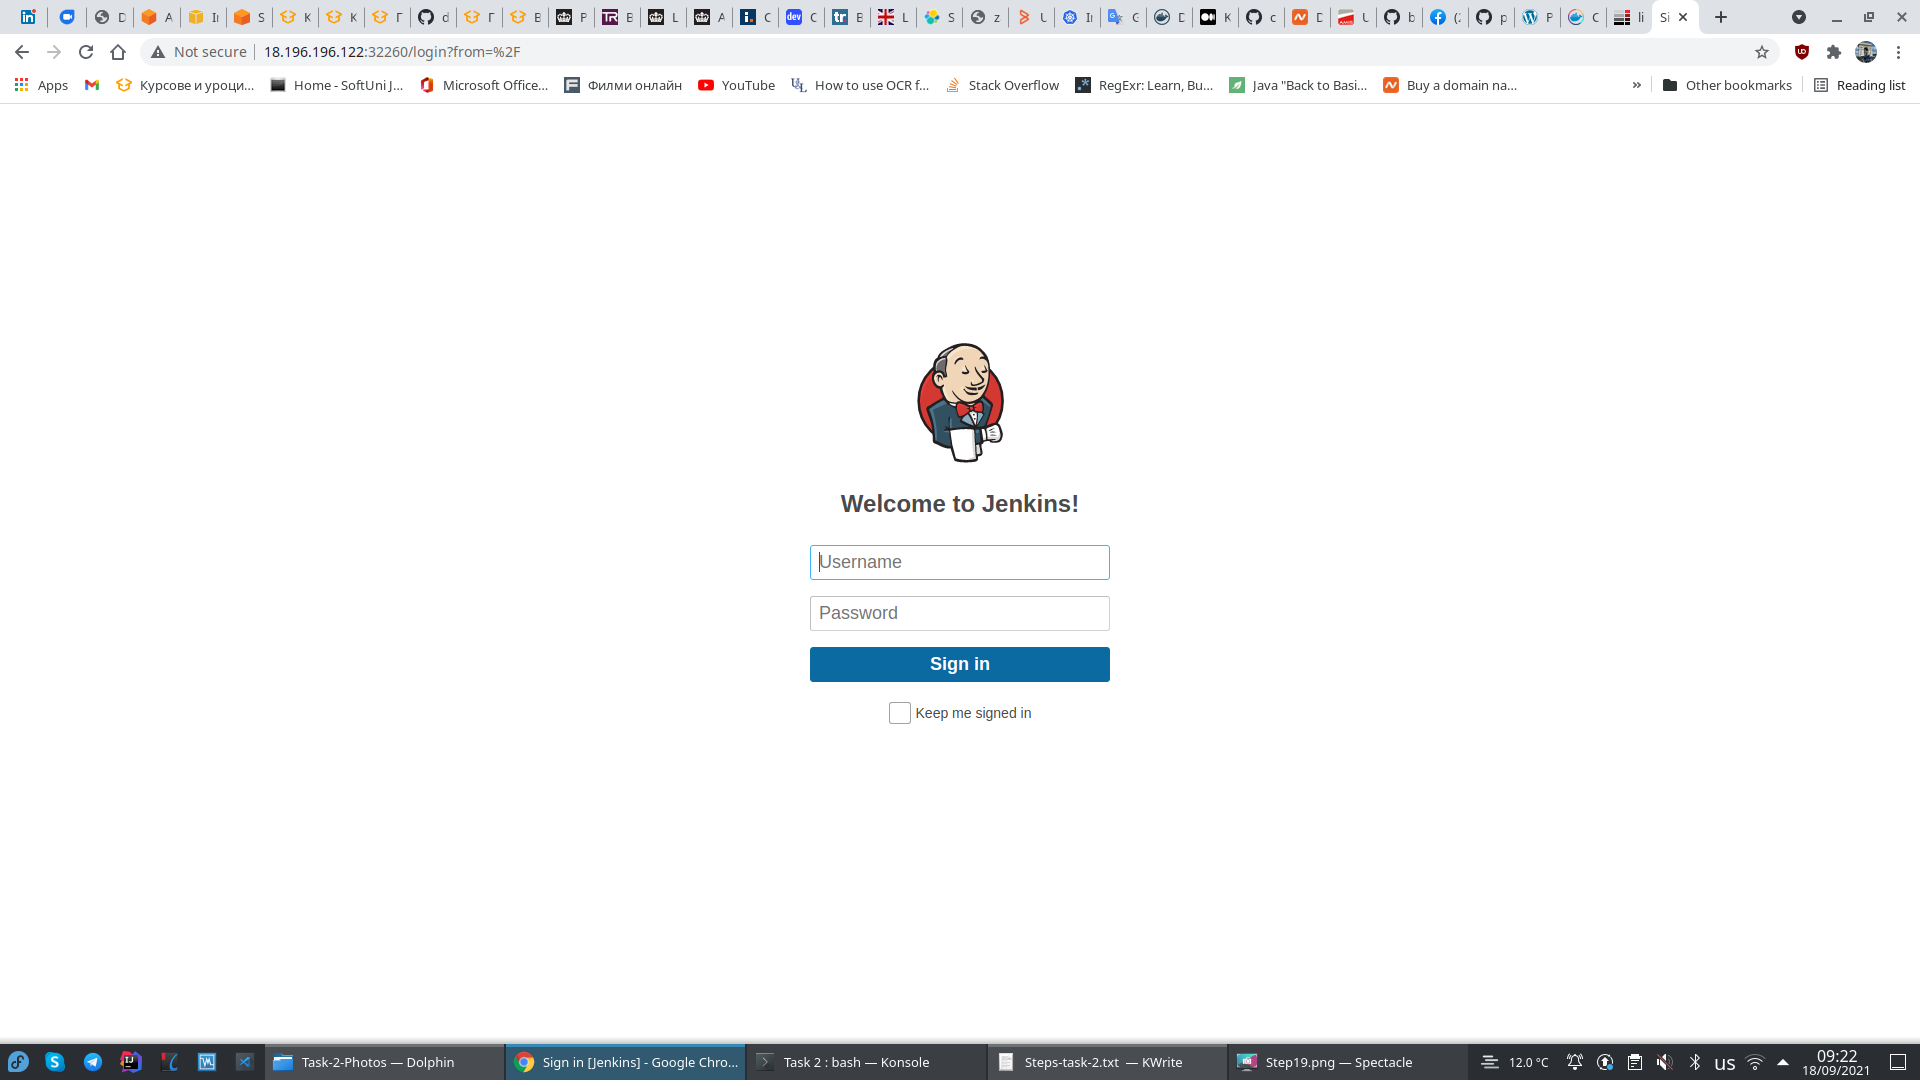 Not secure 18.196.196.122:32260/login?from=%2F
Apps Курсове и уроци... Home - SoftUni J... Microsoft Office... Филми онлайн YouTube How to use OCR f... Stack Overflow RegExr: Learn, Bu... Java "Back to Basi... Buy a domain na... » Other bookmarks Reading list
Welcome to Jenkins!
Username
Password
Sign in
Keep me signed in
Task-2-Photos — Dolphin Sign in [Jenkins] - Google Chro... Task 2 : bash — Konsole Steps-task-2.txt — KWrite Step19.png — Spectacle 12.0 °C us 09:22
18/09/2021